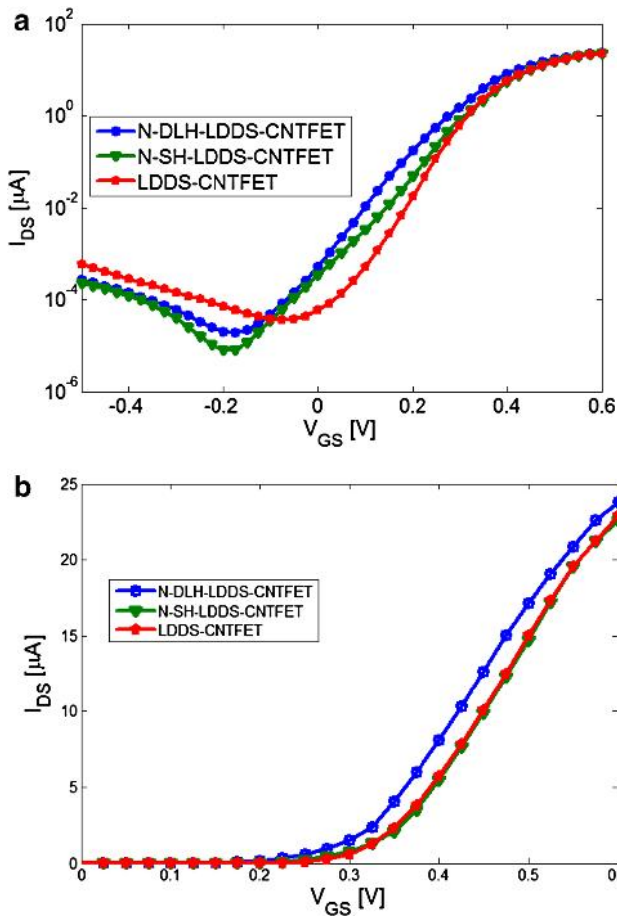 a
10^2
10^0
10^-2
10^-4
10^-6
I_DS [µA]
N-DLH-LDDS-CNTFET
N-SH-LDDS-CNTFET
LDDS-CNTFET
-0.4 -0.2 0 0.2 0.4 0.6
V_GS [V]
b
25
20
15
10
5
0
I_DS [µA]
N-DLH-LDDS-CNTFET
N-SH-LDDS-CNTFET
LDDS-CNTFET
0 0.1 0.2 0.3 0.4 0.5 0.6
V_GS [V]